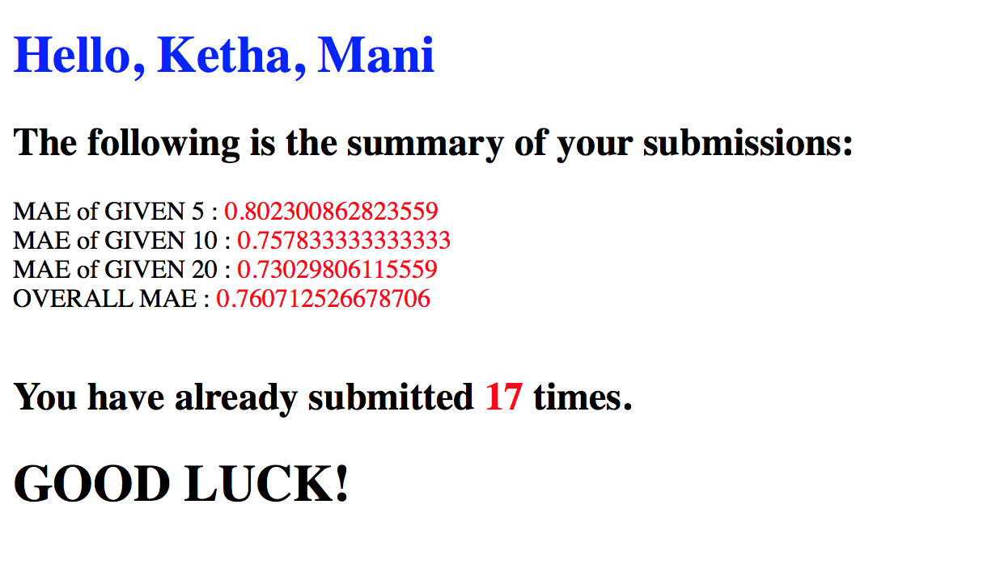 Hello, Ketha, Mani
The following is the summary of your submissions:
MAE of GIVEN 5 : 0.802300862823559
MAE of GIVEN 10 : 0.757833333333333
MAE of GIVEN 20 : 0.73029806115559
OVERALL MAE : 0.760712526678706
You have already submitted 17 times.
GOOD LUCK!